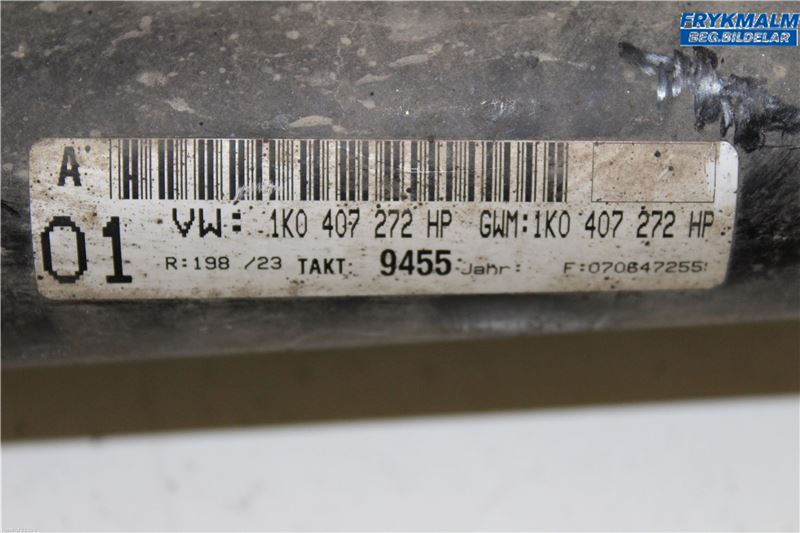 FRYKMALM
BEG.BILDELAR
A
01
VW: 1K0 407 272 HP GWM:1K0 407 272 HP
R:198 /23 TAKT: 9455 Jahr: F:070647255